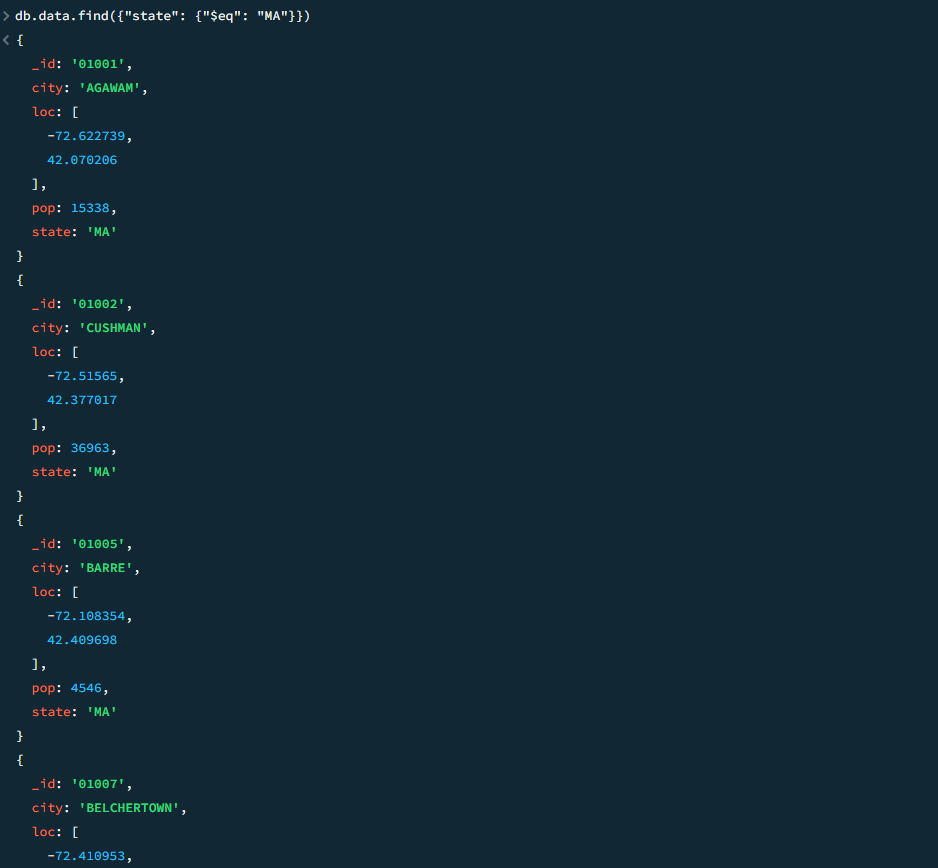 > db.data.find({"state": {"$eq": "MA"}})
< {
_id: '01001',
city: 'AGAWAM',
loc: [
-72.622739,
42.070206
],
pop: 15338,
state: 'MA'
}
{
_id: '01002',
city: 'CUSHMAN',
loc: [
-72.51565,
42.377017
],
pop: 36963,
state: 'MA'
}
{
_id: '01005',
city: 'BARRE',
loc: [
-72.108354,
42.409698
],
pop: 4546,
state: 'MA'
}
{
_id: '01007',
city: 'BELCHERTOWN',
loc: [
-72.410953,